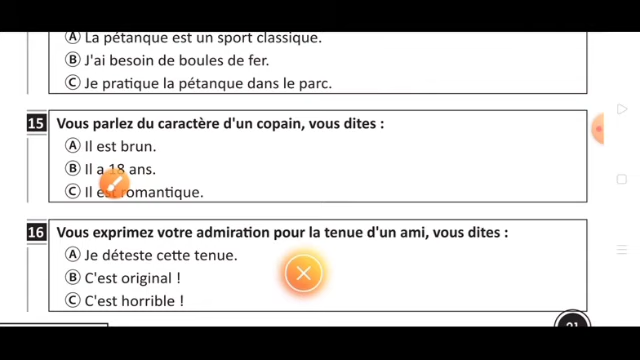 Ⓐ La pétanque est un sport classique.
Ⓑ J'ai besoin de boules de fer.
Ⓒ Je pratique la pétanque dans le parc.
15 Vous parlez du caractère d'un copain, vous dites :
Ⓐ Il est brun.
Ⓑ Il a 18 ans.
Ⓒ Il est romantique.
16 Vous exprimez votre admiration pour la tenue d'un ami, vous dites :
Ⓐ Je déteste cette tenue.
Ⓑ C'est original !
Ⓒ C'est horrible !